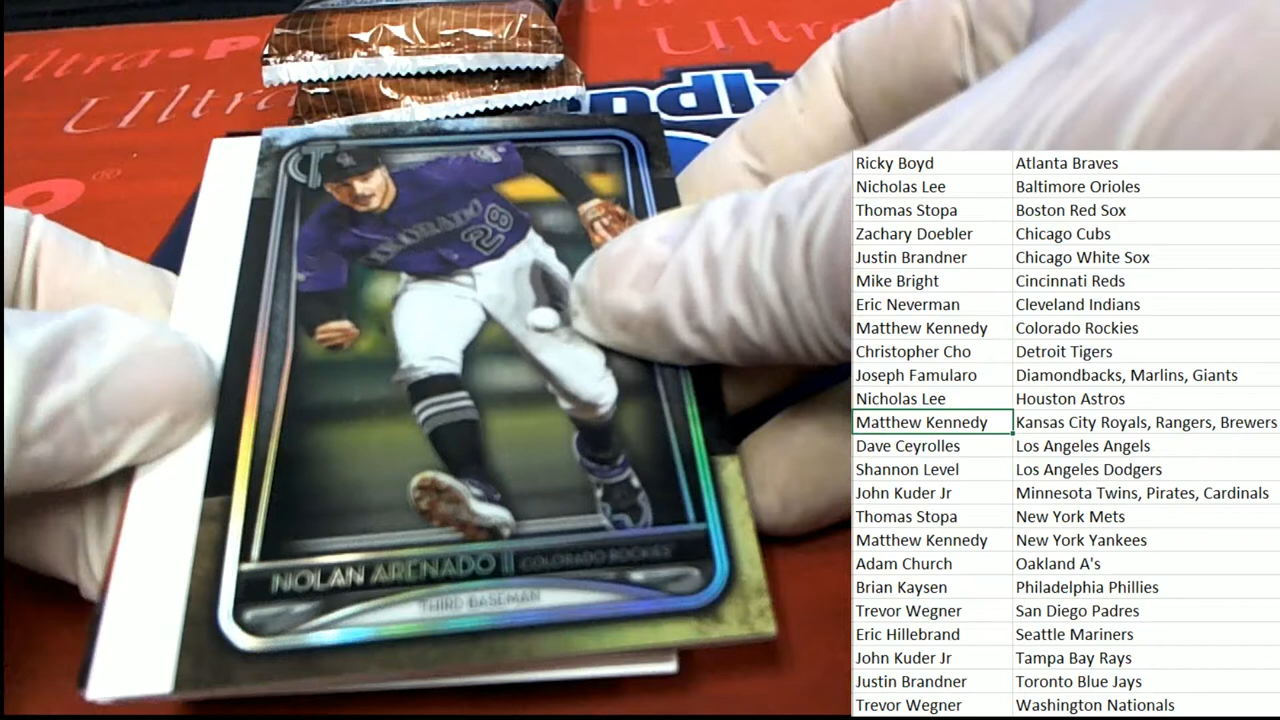 Ultra
Ultra
COLORADO
28
NOLAN ARENADO || COLORADO ROCKIES
THIRD BASEMAN
Ricky Boyd Atlanta Braves
Nicholas Lee Baltimore Orioles
Thomas Stopa Boston Red Sox
Zachary Doebler Chicago Cubs
Justin Brandner Chicago White Sox
Mike Bright Cincinnati Reds
Eric Neverman Cleveland Indians
Matthew Kennedy Colorado Rockies
Christopher Cho Detroit Tigers
Joseph Famularo Diamondbacks, Marlins, Giants
Nicholas Lee Houston Astros
Matthew Kennedy Kansas City Royals, Rangers, Brewers
Dave Ceyrolles Los Angeles Angels
Shannon Level Los Angeles Dodgers
John Kuder Jr Minnesota Twins, Pirates, Cardinals
Thomas Stopa New York Mets
Matthew Kennedy New York Yankees
Adam Church Oakland A's
Brian Kaysen Philadelphia Phillies
Trevor Wegner San Diego Padres
Eric Hillebrand Seattle Mariners
John Kuder Jr Tampa Bay Rays
Justin Brandner Toronto Blue Jays
Trevor Wegner Washington Nationals